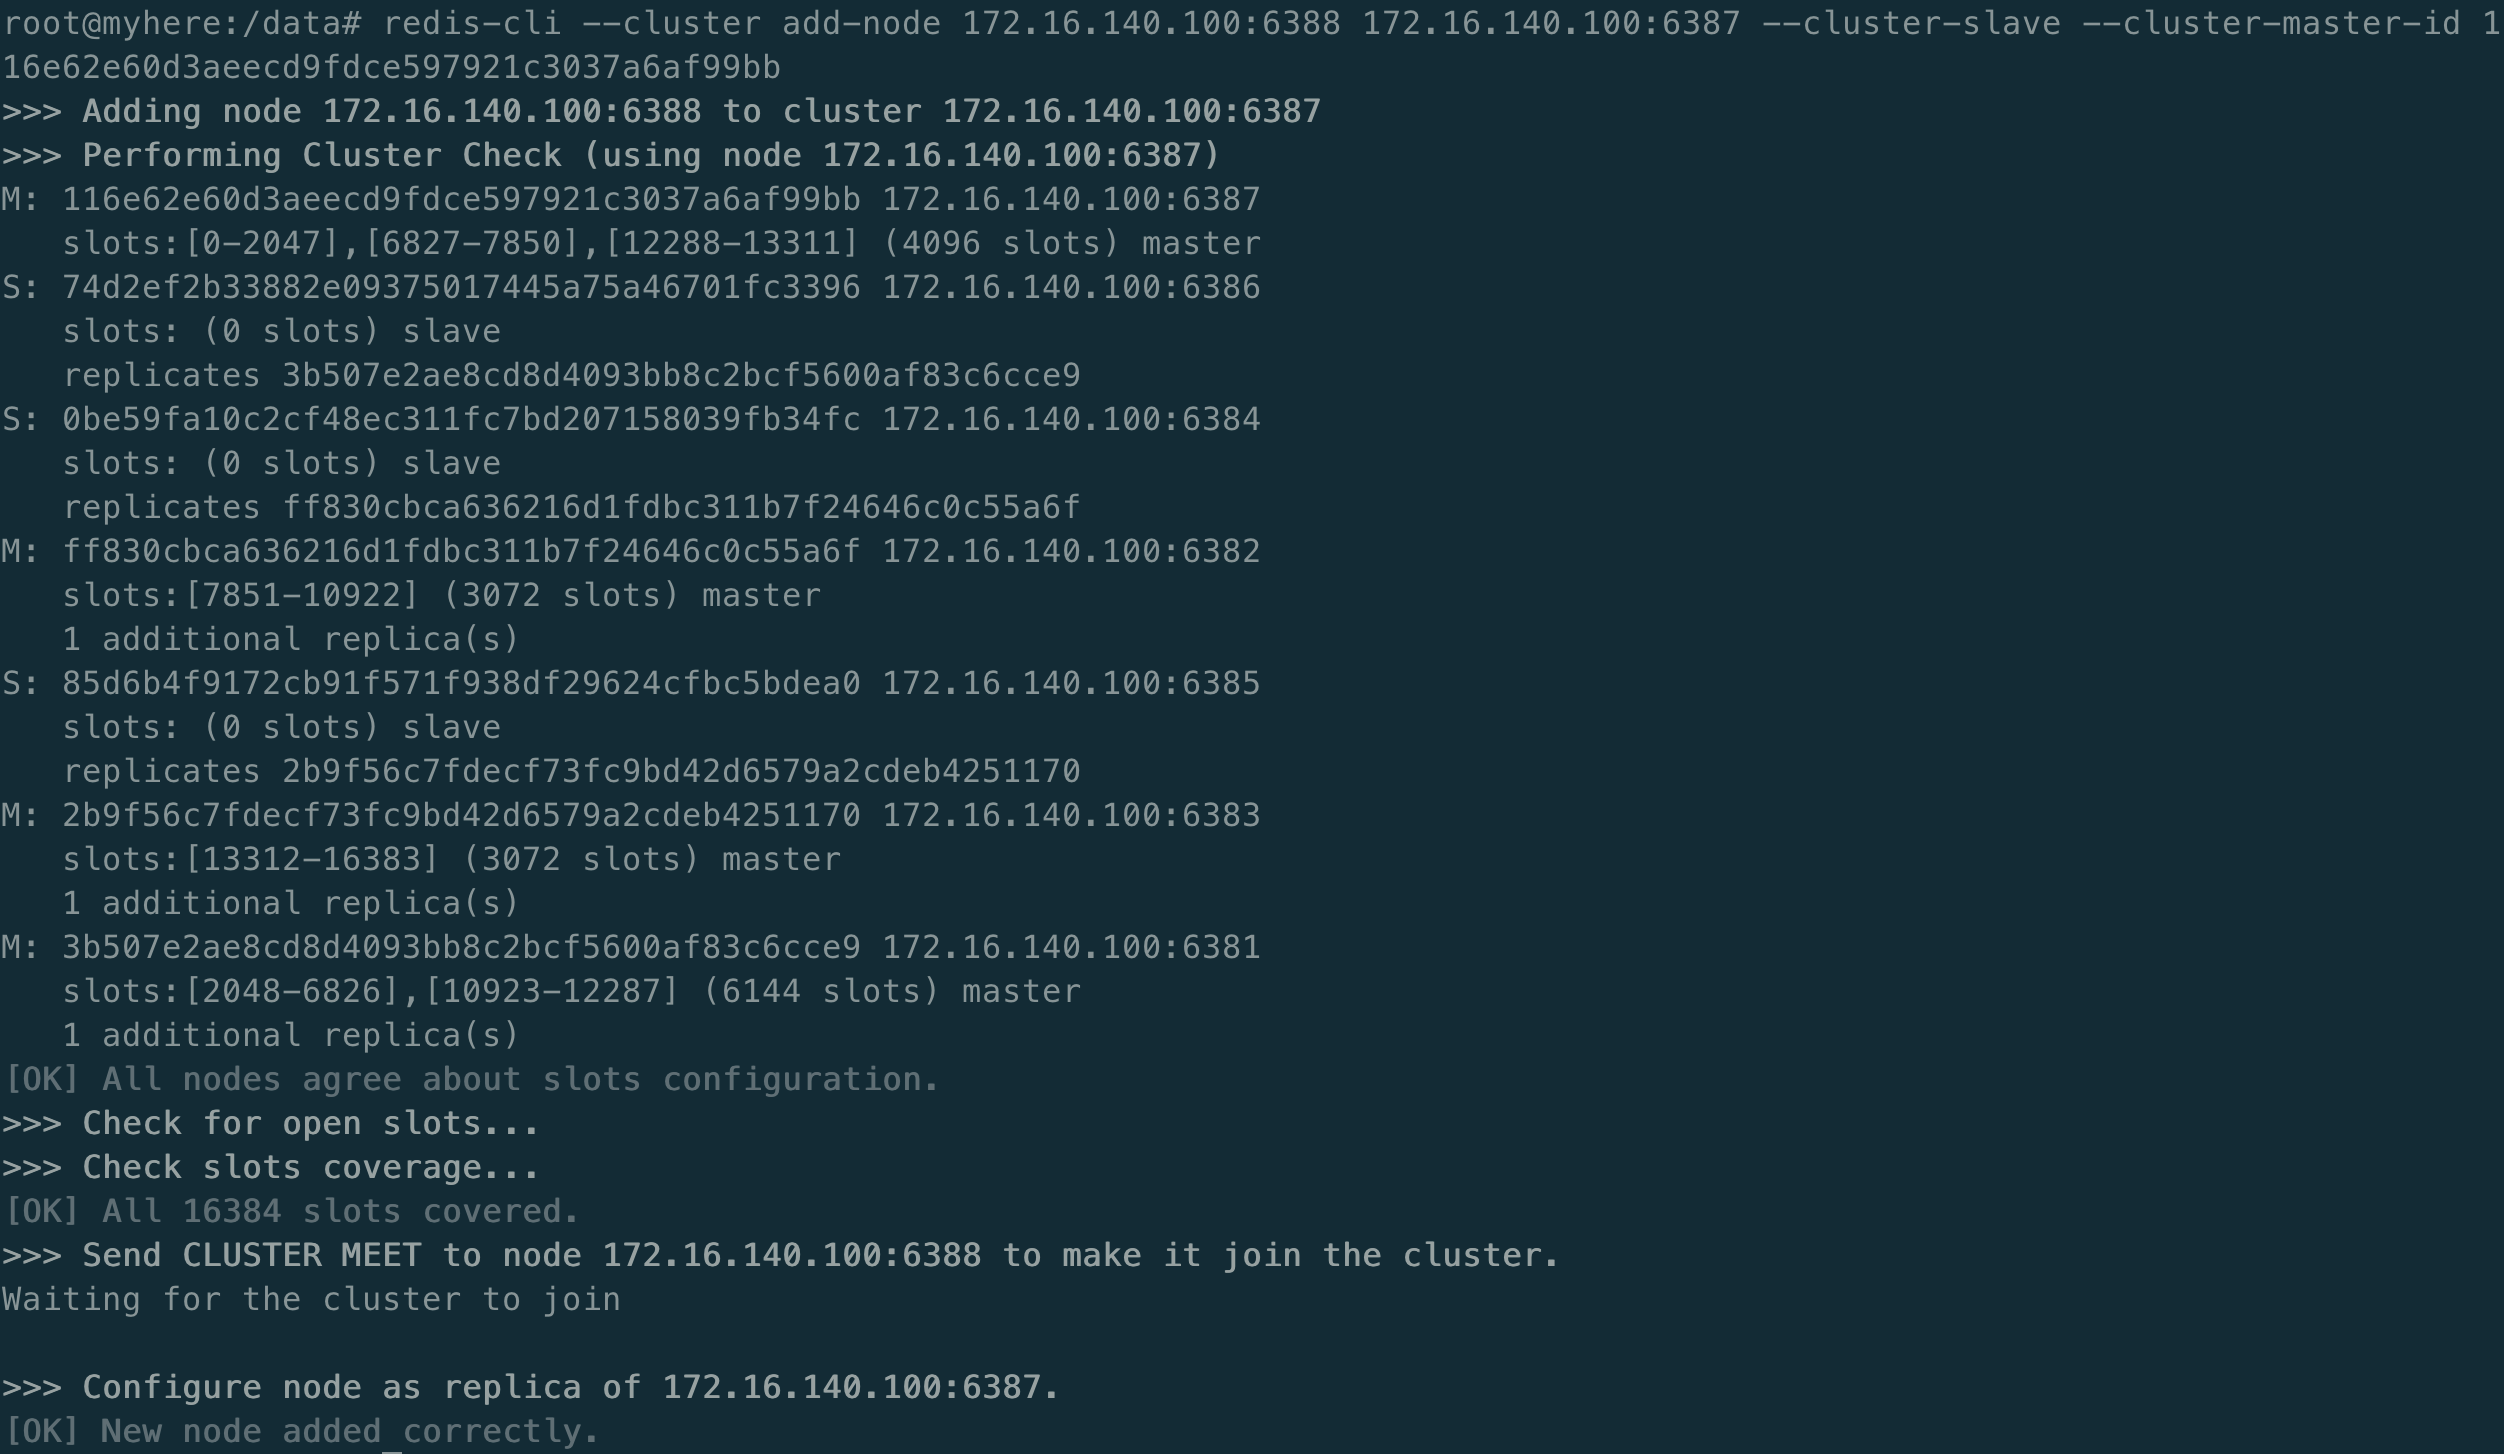 root@myhere:/data# redis-cli --cluster add-node 172.16.140.100:6388 172.16.140.100:6387 --cluster-slave --cluster-master-id 1
16e62e60d3aeecd9fdce597921c3037a6af99bb
>>> Adding node 172.16.140.100:6388 to cluster 172.16.140.100:6387
>>> Performing Cluster Check (using node 172.16.140.100:6387)
M: 116e62e60d3aeecd9fdce597921c3037a6af99bb 172.16.140.100:6387
   slots:[0-2047],[6827-7850],[12288-13311] (4096 slots) master
S: 74d2ef2b33882e09375017445a75a46701fc3396 172.16.140.100:6386
   slots: (0 slots) slave
   replicates 3b507e2ae8cd8d4093bb8c2bcf5600af83c6cce9
S: 0be59fa10c2cf48ec311fc7bd207158039fb34fc 172.16.140.100:6384
   slots: (0 slots) slave
   replicates ff830cbca636216d1fdbc311b7f24646c0c55a6f
M: ff830cbca636216d1fdbc311b7f24646c0c55a6f 172.16.140.100:6382
   slots:[7851-10922] (3072 slots) master
   1 additional replica(s)
S: 85d6b4f9172cb91f571f938df29624cfbc5bdea0 172.16.140.100:6385
   slots: (0 slots) slave
   replicates 2b9f56c7fdecf73fc9bd42d6579a2cdeb4251170
M: 2b9f56c7fdecf73fc9bd42d6579a2cdeb4251170 172.16.140.100:6383
   slots:[13312-16383] (3072 slots) master
   1 additional replica(s)
M: 3b507e2ae8cd8d4093bb8c2bcf5600af83c6cce9 172.16.140.100:6381
   slots:[2048-6826],[10923-12287] (6144 slots) master
   1 additional replica(s)
[OK] All nodes agree about slots configuration.
>>> Check for open slots...
>>> Check slots coverage...
[OK] All 16384 slots covered.
>>> Send CLUSTER MEET to node 172.16.140.100:6388 to make it join the cluster.
Waiting for the cluster to join
>>> Configure node as replica of 172.16.140.100:6387.
[OK] New node added correctly.